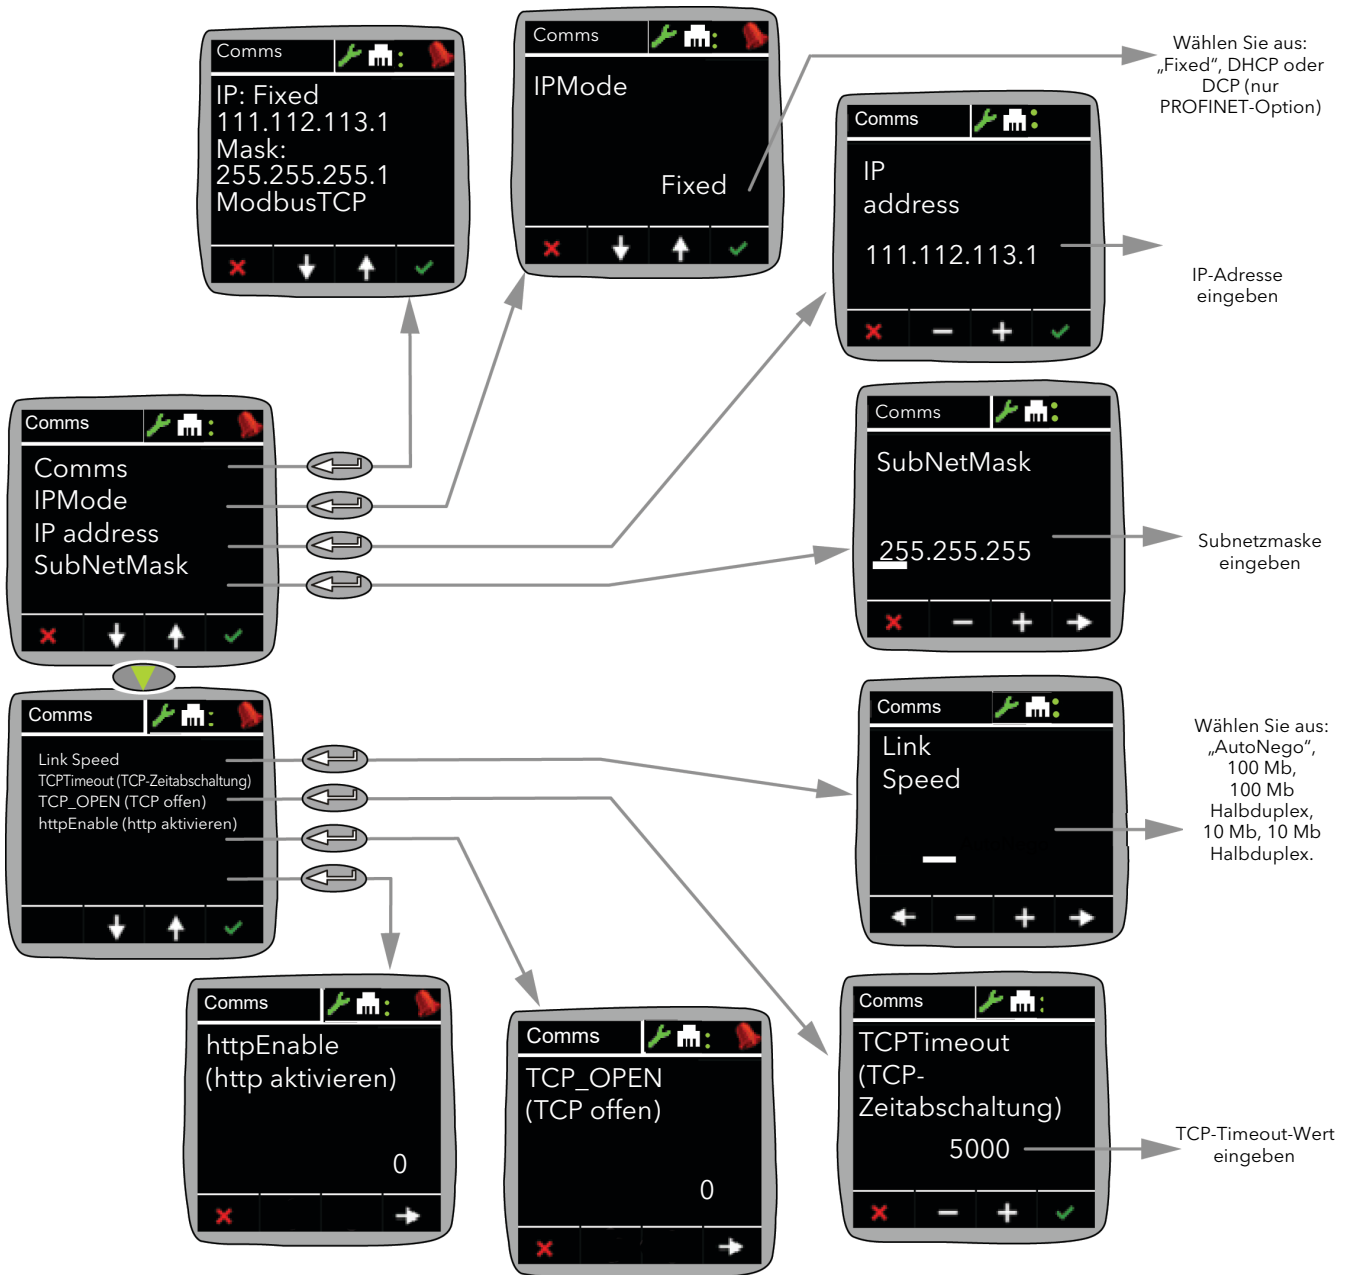 Comms
IP: Fixed
111.112.113.1
Mask:
255.255.255.1
ModbusTCP
Comms
IPMode
Fixed
Wählen Sie aus:
„Fixed“, DHCP oder
DCP (nur
PROFINET-Option)
Comms
IP
address
111.112.113.1
IP-Adresse
eingeben
Comms
Comms
IPMode
IP address
SubNetMask
Comms
SubNetMask
255.255.255
Subnetzmaske
eingeben
Comms
Link Speed
TCPTimeout (TCP-Zeitabschaltung)
TCP_OPEN (TCP offen)
httpEnable (http aktivieren)
Comms
Link
Speed
Wählen Sie aus:
„AutoNego“,
100 Mb,
100 Mb
Halbduplex,
10 Mb, 10 Mb
Halbduplex.
Comms
httpEnable
(http aktivieren)
0
Comms
TCP_OPEN
(TCP offen)
0
Comms
TCPTimeout
(TCP-
Zeitabschaltung)
5000
TCP-Timeout-Wert
eingeben